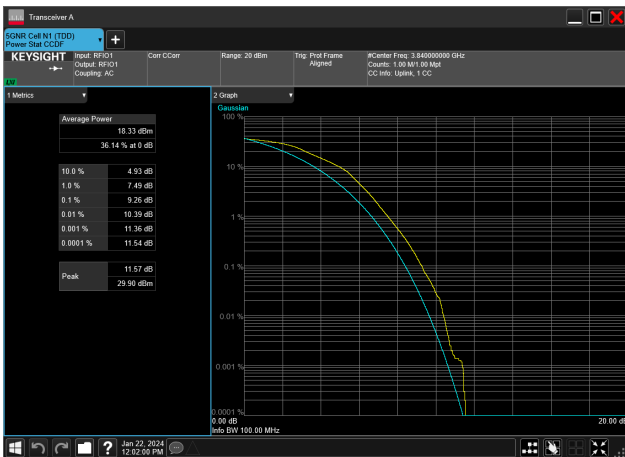 Transceiver A
5GNR Cell N1 (TDD)
Power Stat CCDF
KEYSIGHT
Input: RFIO1
Output: RFIO1
Coupling: AC
Corr CCorr
Range: 20 dBm
Trig: Prot Frame
Aligned
#Center Freq: 3.840000000 GHz
Counts: 1.00 M/1.00 Mpt
CC Info: Uplink, 1 CC
1 Metrics
Average Power
18.33 dBm
36.14 % at 0 dB
10.0 % 4.93 dB
1.0 % 7.49 dB
0.1 % 9.26 dB
0.01 % 10.39 dB
0.001 % 11.36 dB
0.0001 % 11.54 dB
Peak
11.57 dB
29.90 dBm
2 Graph
Gaussian
100 %
10 %
1 %
0.1 %
0.01 %
0.001 %
0.0001 %
0.00 dB
20.00 dB
Info BW 100.00 MHz
Jan 22, 2024
12:02:00 PM